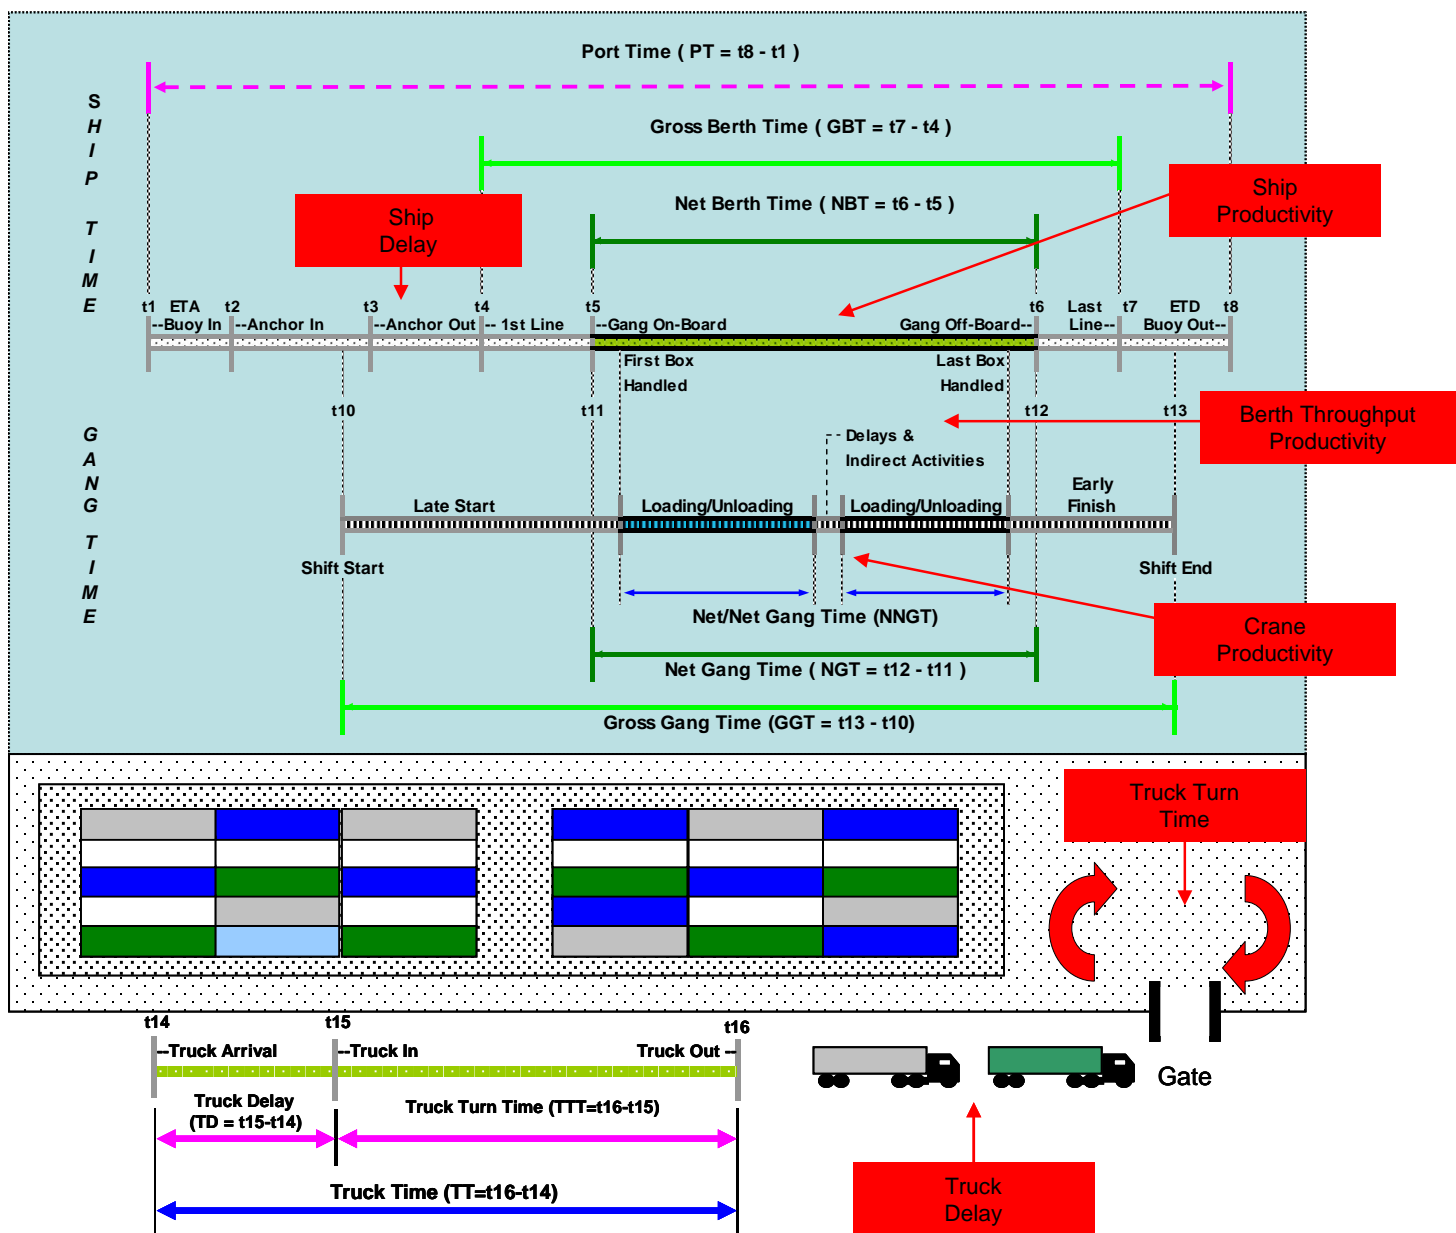 Port Time ( PT = t8 - t1 )
SHIP TIME
Gross Berth Time ( GBT = t7 - t4 )
Ship
Productivity
Net Berth Time ( NBT = t6 - t5 )
Ship
Delay
t1 ETA t2 t3 t4 t5 t6 Last t7 ETD t8
--Buoy In --Anchor In --Anchor Out -- 1st Line --Gang On-Board Gang Off-Board-- Line-- Buoy Out--
First Box
Handled
Last Box
Handled
t10 t11 t12 t13
Berth Throughput
Productivity
GANG TIME
Delays &
Indirect Activities
Late Start Loading/Unloading Loading/Unloading
Early
Finish
Shift Start Shift End
Net/Net Gang Time (NNGT)
Crane
Productivity
Net Gang Time ( NGT = t12 - t11 )
Gross Gang Time (GGT = t13 - t10)
Truck Turn
Time
t14 t15 t16
--Truck Arrival --Truck In Truck Out --
Gate
Truck Delay
(TD = t15-t14)
Truck Turn Time (TTT=t16-t15)
Truck Time (TT=t16-t14)
Truck
Delay